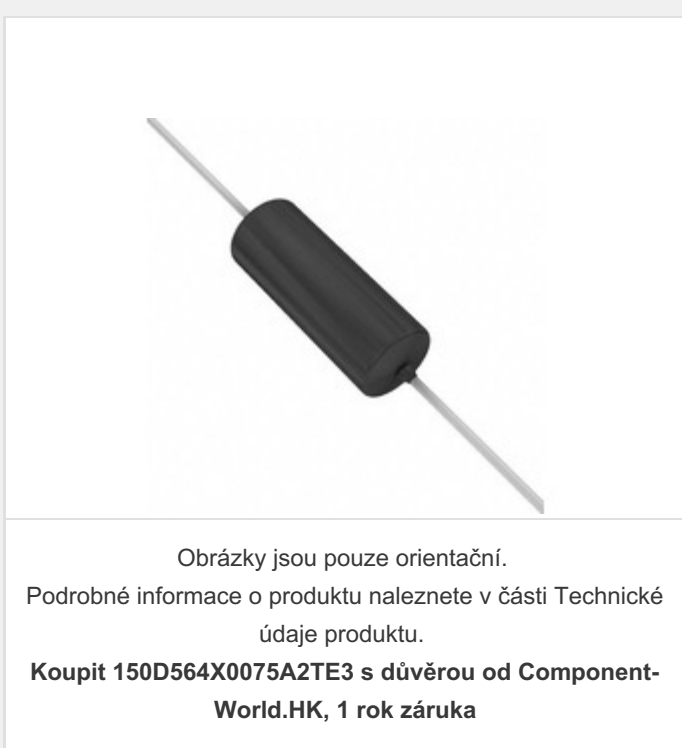 Obrázky jsou pouze orientační.
Podrobné informace o produktu naleznete v části Technické
údaje produktu.
Koupit 150D564X0075A2TE3 s důvěrou od Component-
World.HK, 1 rok záruka